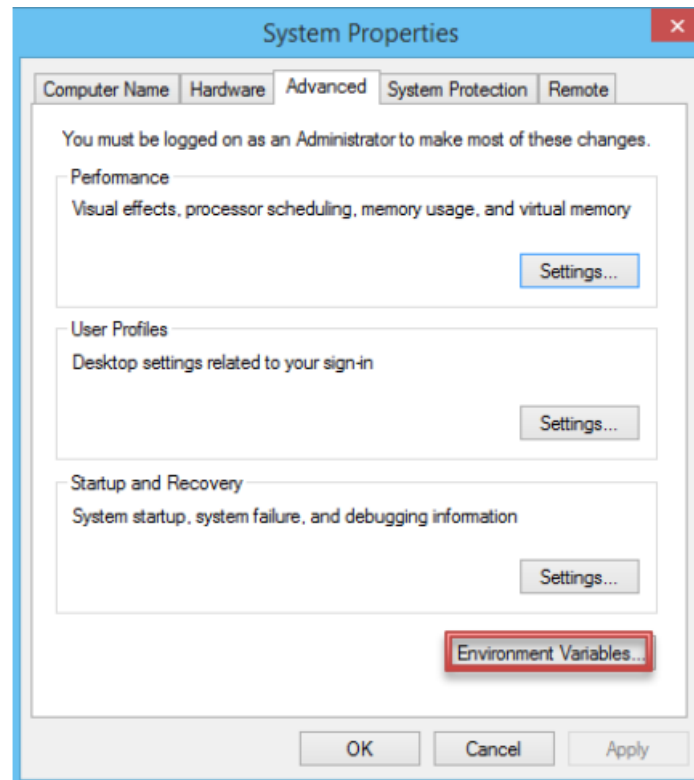 System Properties
Computer Name Hardware Advanced System Protection Remote
You must be logged on as an Administrator to make most of these changes.
Performance
Visual effects, processor scheduling, memory usage, and virtual memory
Settings...
User Profiles
Desktop settings related to your sign-in
Settings...
Startup and Recovery
System startup, system failure, and debugging information
Settings...
Environment Variables...
OK Cancel Apply